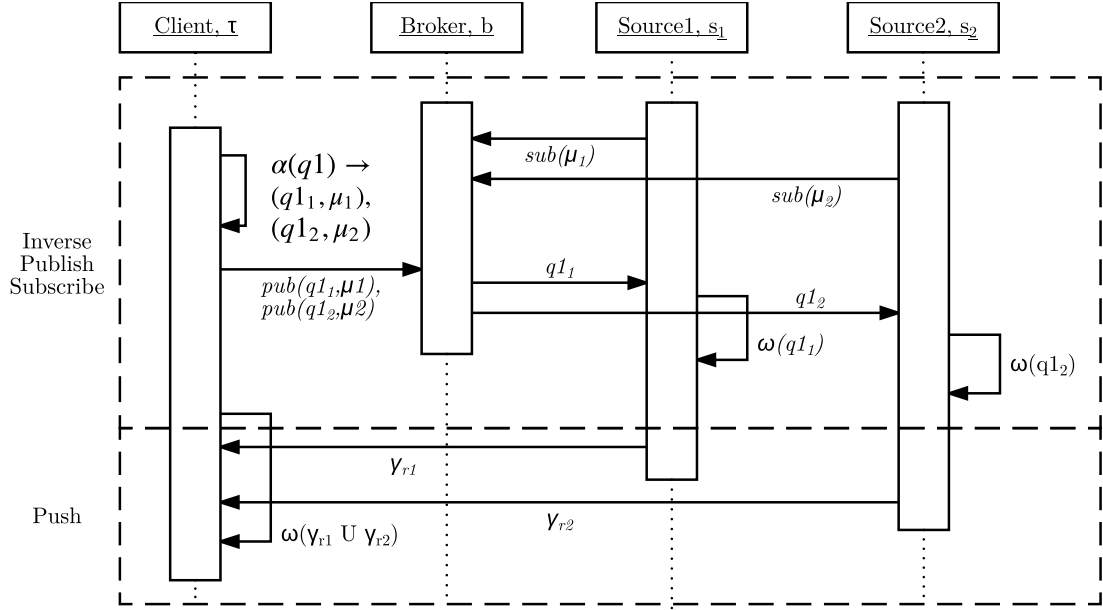 Client, τ
Broker, b
Source1, s₁
Source2, s₂
sub(μ₁)
α(q1) →
(q1₁, μ₁),
(q1₂, μ₂)
sub(μ₂)
Inverse
Publish
Subscribe
q1₁
pub(q1₁,μ1),
pub(q1₂,μ2)
q1₂
ω(q1₁)
ω(q1₂)
γᵣ₁
Push
γᵣ₂
ω(γᵣ₁ U γᵣ₂)